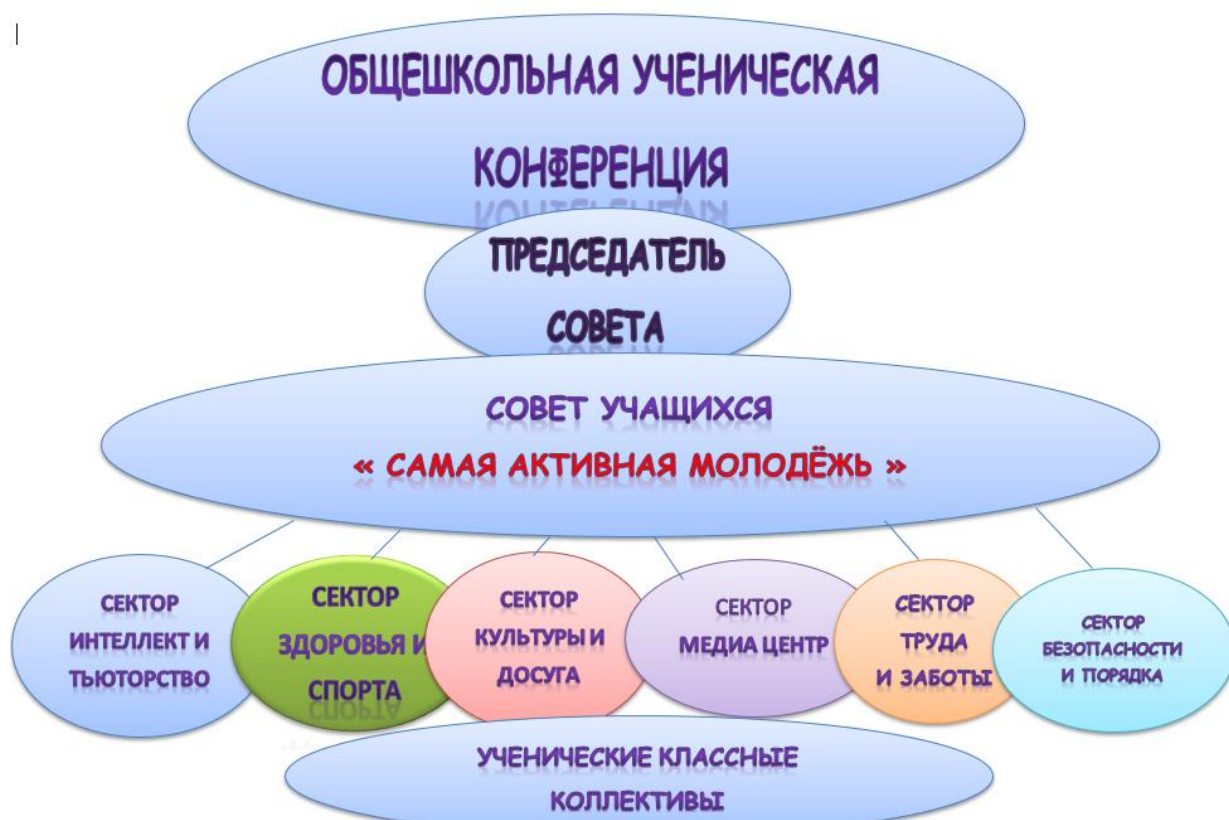 ОБЩЕШКОЛЬНАЯ УЧЕНИЧЕСКАЯ
КОНФЕРЕНЦИЯ
ПРЕДСЕДАТЕЛЬ
СОВЕТА
СОВЕТ УЧАЩИХСЯ
« САМАЯ АКТИВНАЯ МОЛОДЁЖЬ »
СЕКТОР
ИНТЕЛЛЕКТ И
ТЬЮТОРСТВО
СЕКТОР
ЗДОРОВЬЯ И
СПОРТА
СЕКТОР
КУЛЬТУРЫ И
ДОСУГА
СЕКТОР
МЕДИА ЦЕНТР
СЕКТОР
ТРУДА
И ЗАБОТЫ
СЕКТОР
БЕЗОПАСНОСТИ
И ПОРЯДКА
УЧЕНИЧЕСКИЕ КЛАССНЫЕ
КОЛЛЕКТИВЫ